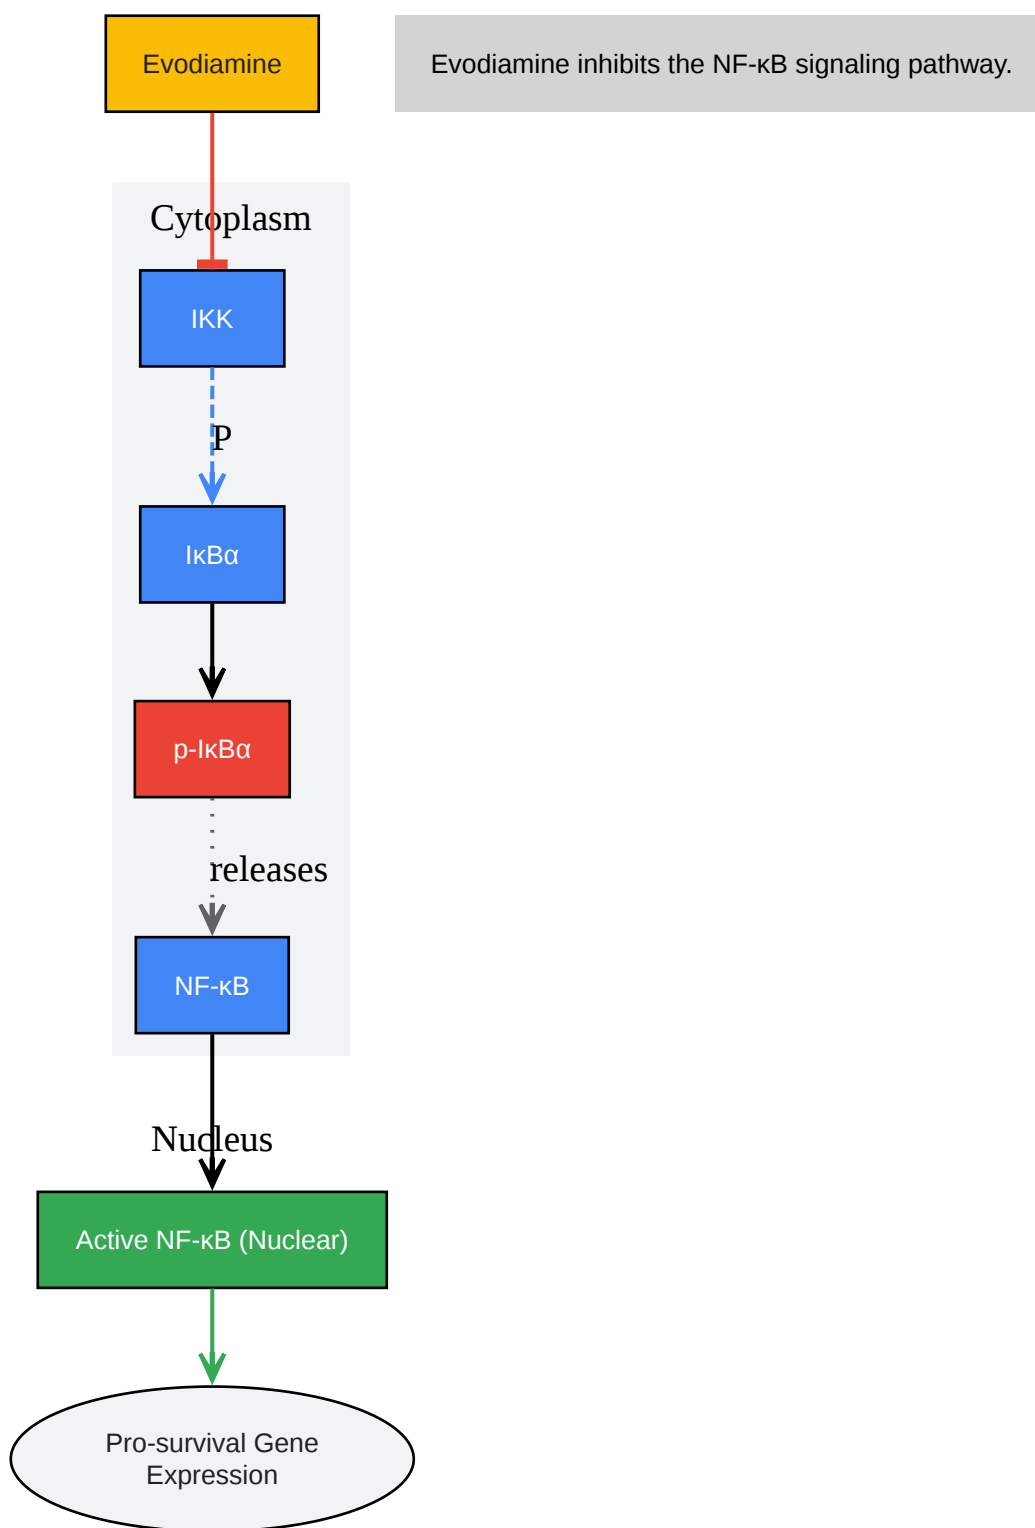 Evodiamine
Evodiamine inhibits the NF-κB signaling pathway.
Cytoplasm
IKK
P
IκBα
p-IκBα
releases
NF-κB
Nucleus
Active NF-κB (Nuclear)
Pro-survival Gene
Expression